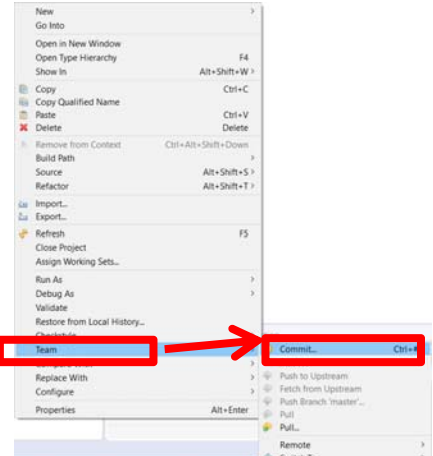 New >
Go Into
Open in New Window
Open Type Hierarchy F4
Show In Alt+Shift+W >
Copy Ctrl+C
Copy Qualified Name
Paste Ctrl+V
Delete Delete
Remove from Context Ctrl+Alt+Shift+Down
Build Path >
Source Alt+Shift+S >
Refactor Alt+Shift+T >
Import...
Export...
Refresh F5
Close Project
Assign Working Sets...
Run As >
Debug As >
Validate
Restore from Local History...
Team
Replace With >
Configure >
Properties Alt+Enter
Commit...
Push to Upstream
Fetch from Upstream
Push Branch 'master'...
Pull
Pull...
Remote >